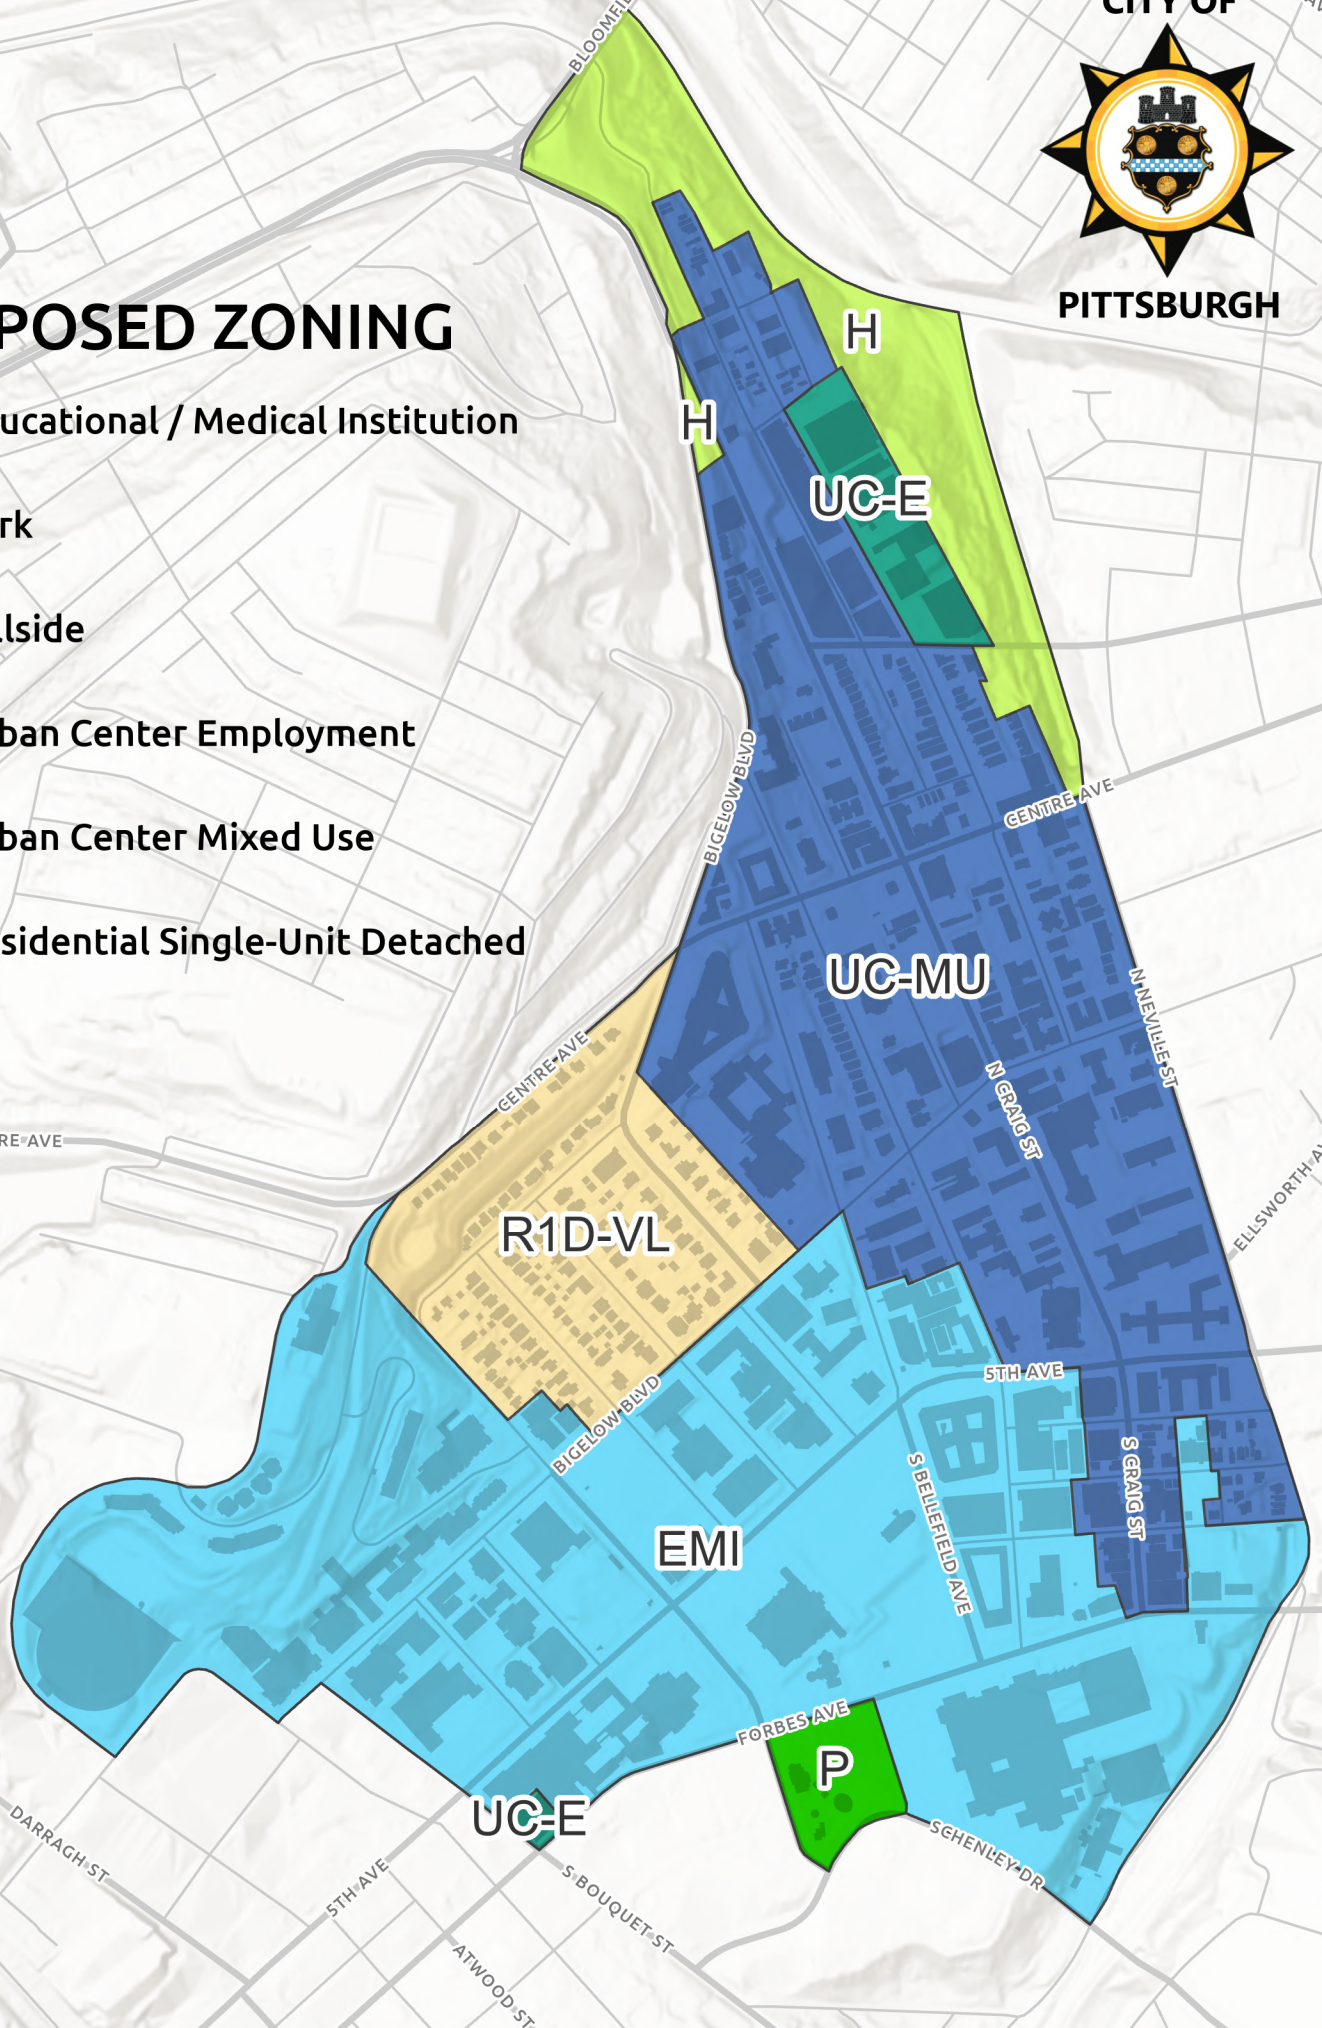 CITY OF
BLOOMFI
PITTSBURGH
POSED ZONING
H
ucational / Medical Institution
H
UC-E
rk
llside
ban Center Employment
BIGELOW BLVD
CENTRE AVE
ban Center Mixed Use
sidential Single-Unit Detached
UC-MU
N NEVILLE ST
CENTRE AVE
N CRAIG ST
RE AVE
ELLSWORTH A
R1D-VL
5TH AVE
BIGELOW BLVD
S CRAIG ST
S BELLEFIELD AVE
EMI
FORBES AVE
P
UC-E
DARRAGH ST
5TH AVE
SCHENLEY DR
S BOUQUET ST
ATWOOD ST